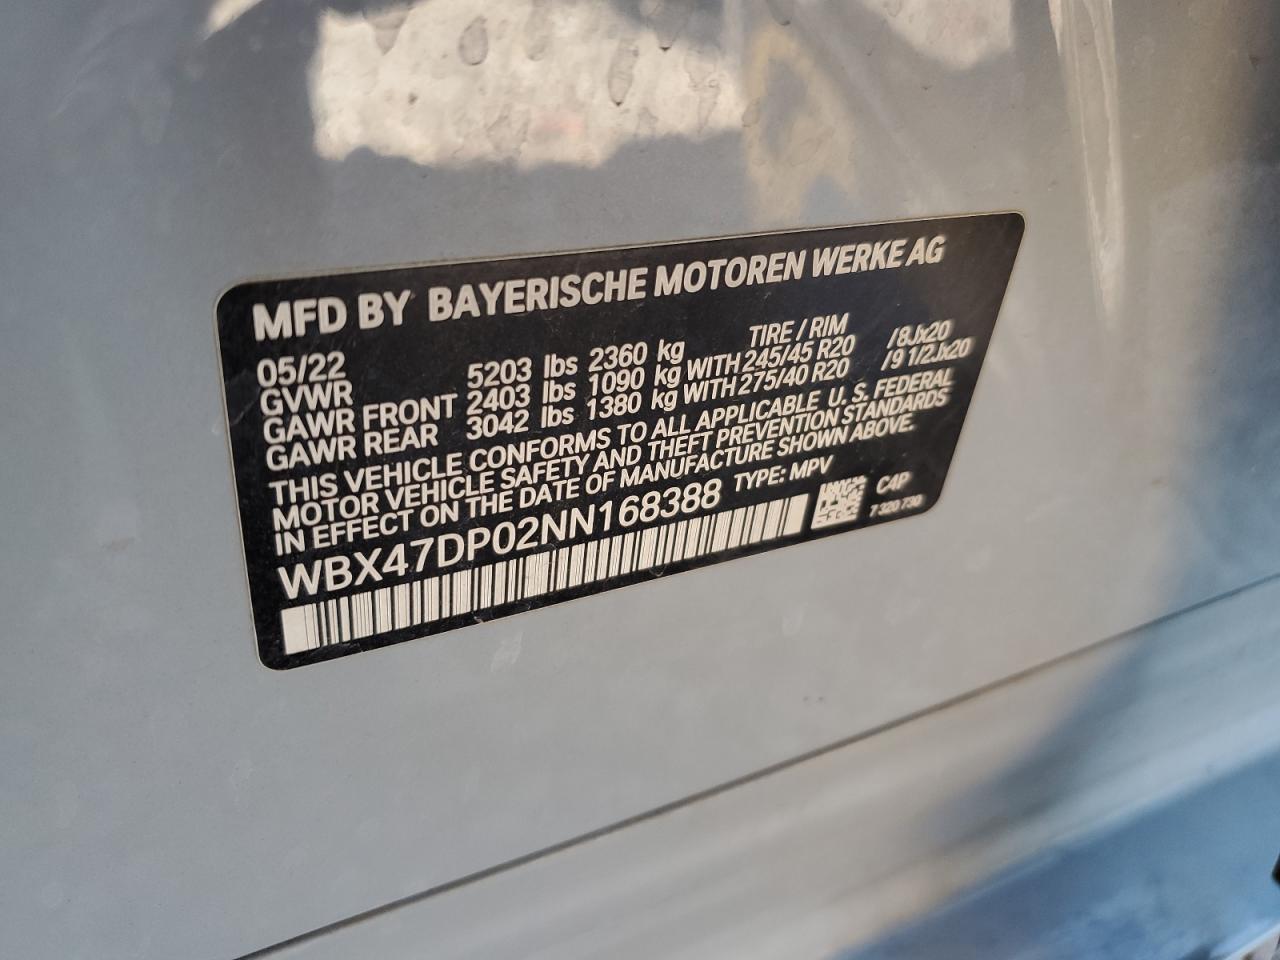 MFD BY BAYERISCHE MOTOREN WERKE AG
05/22 TIRE / RIM
GVWR 5203 lbs 2360 kg
GAWR FRONT 2403 lbs 1090 kg WITH 245/45 R20 /8Jx20
GAWR REAR 3042 lbs 1380 kg WITH 275/40 R20 /9 1/2Jx20
THIS VEHICLE CONFORMS TO ALL APPLICABLE U. S. FEDERAL
MOTOR VEHICLE SAFETY AND THEFT PREVENTION STANDARDS
IN EFFECT ON THE DATE OF MANUFACTURE SHOWN ABOVE.
WBX47DP02NN168388 TYPE: MPV
C4P
7 320 730